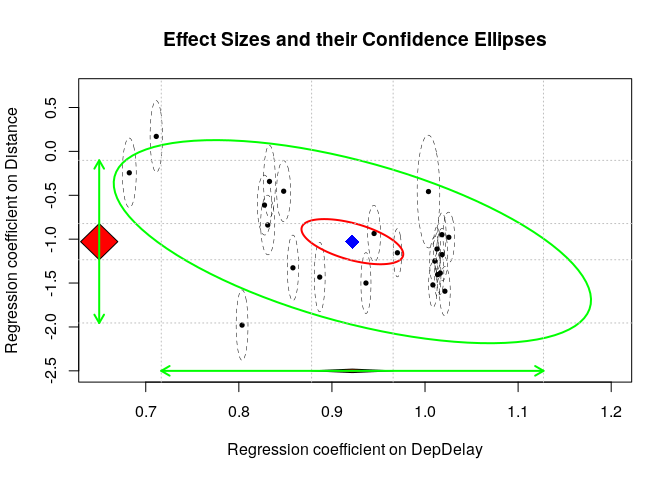 Effect Sizes and their Confidence Ellipses
Regression coefficient on Distance
0.5
0.0
-0.5
-1.0
-1.5
-2.0
-2.5
0.7 0.8 0.9 1.0 1.1 1.2
Regression coefficient on DepDelay